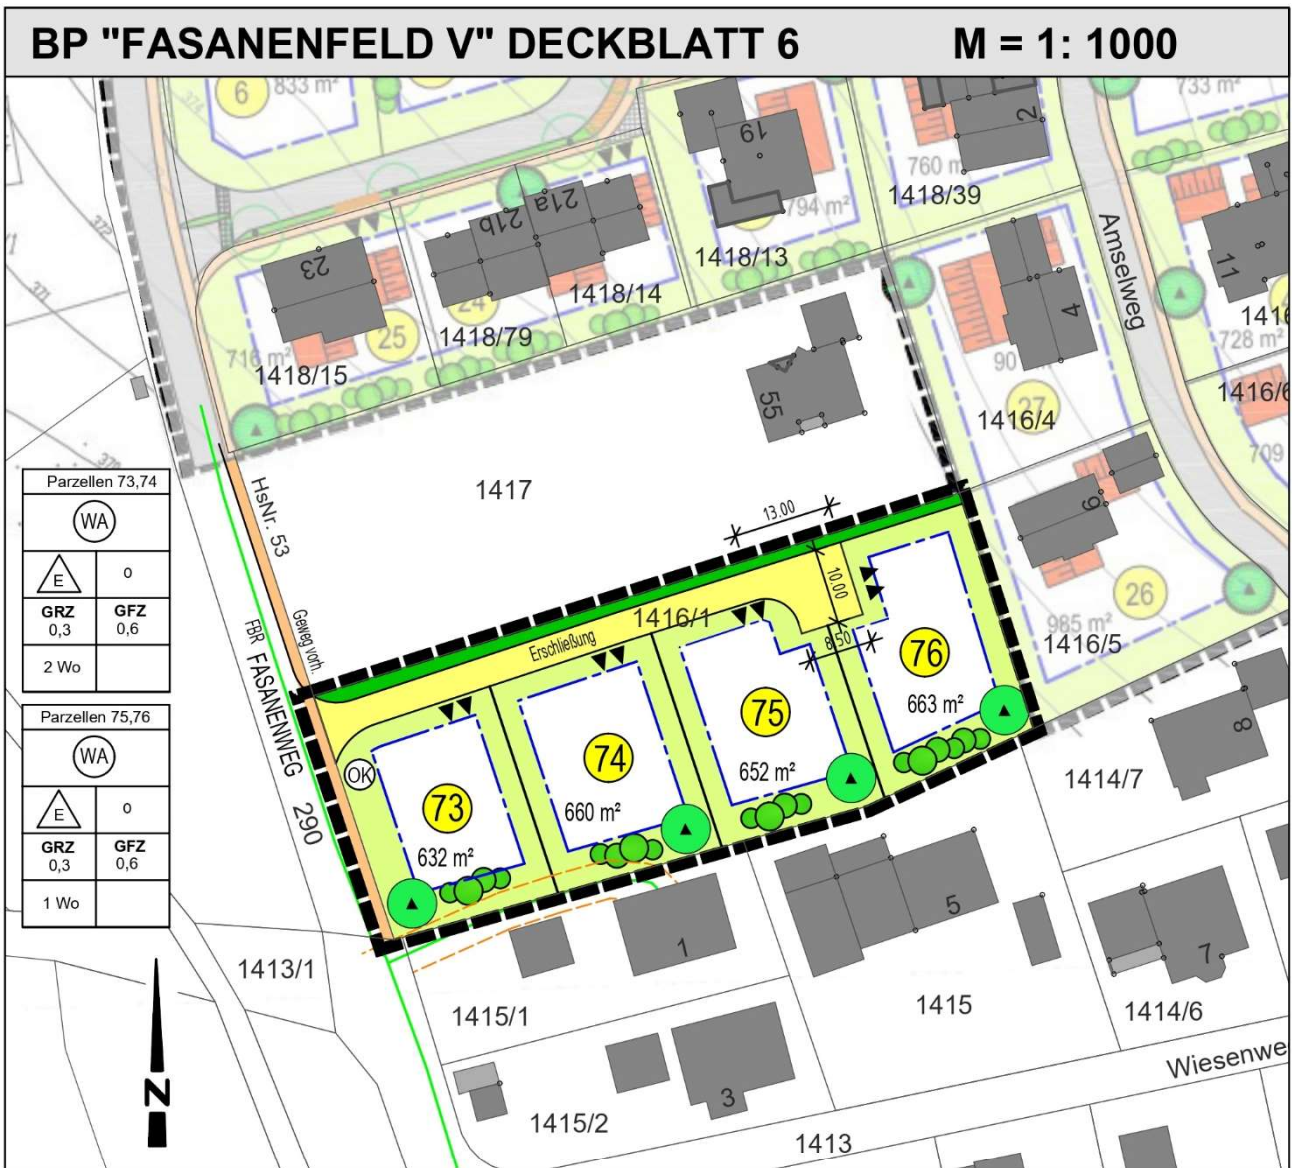 BP "FASANENFELD V" DECKBLATT 6
M = 1: 1000
6
833 m²
374
372
371
19
794 m²
1418/13
2
760 m
1418/39
733 m²
21a
21b
23
1418/14
24
1418/79
25
716 m²
1418/15
Amselweg
11
1416
728 m²
4
90
27
1416/4
1416/6
709
55
1417
HsNr. 53
6
26
985 m²
1416/5
Parzellen 73,74
WA
E
o
GRZ
0,3
GFZ
0,6
2 Wo
Parzellen 75,76
WA
E
o
GRZ
0,3
GFZ
0,6
1 Wo
FBR FASANENWEG 290
Gehweg vorh.
13.00
10.00
8.50
1416/1
Erschließung
OK
73
632 m²
74
660 m²
75
652 m²
76
663 m²
8
1414/7
1413/1
1
5
7
1415/1
1415
1414/6
Wiesenwe
3
1415/2
1413
N